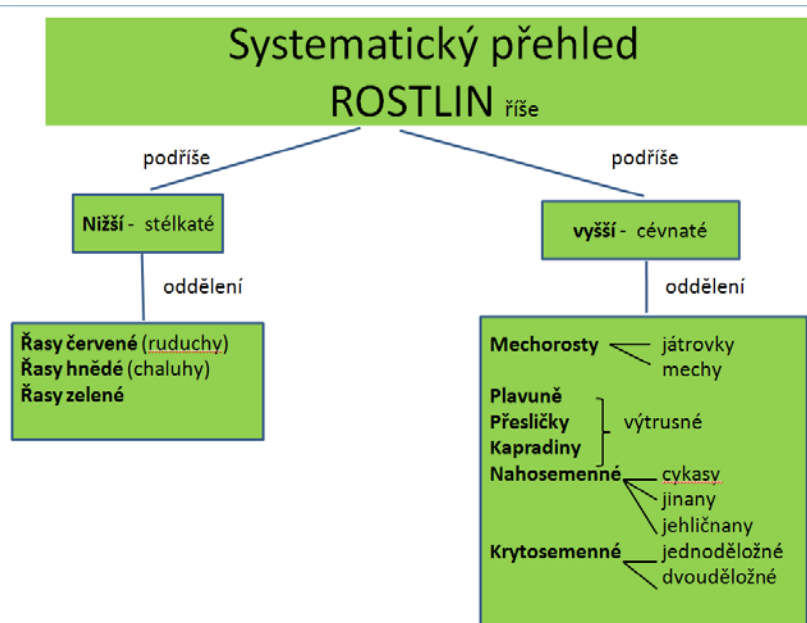 Systematický přehled
ROSTLIN říše
podříše
podříše
Nižší - stélkaté
vyšší - cévnaté
oddělení
oddělení
Řasy červené (ruduchy)
Řasy hnědé (chaluhy)
Řasy zelené
Mechorosty játrovky
mechy
Plavuně
Přesličky výtrusné
Kapradiny
Nahosemenné cykasy
jinany
jehličnany
Krytosemenné jednoděložné
dvouděložné